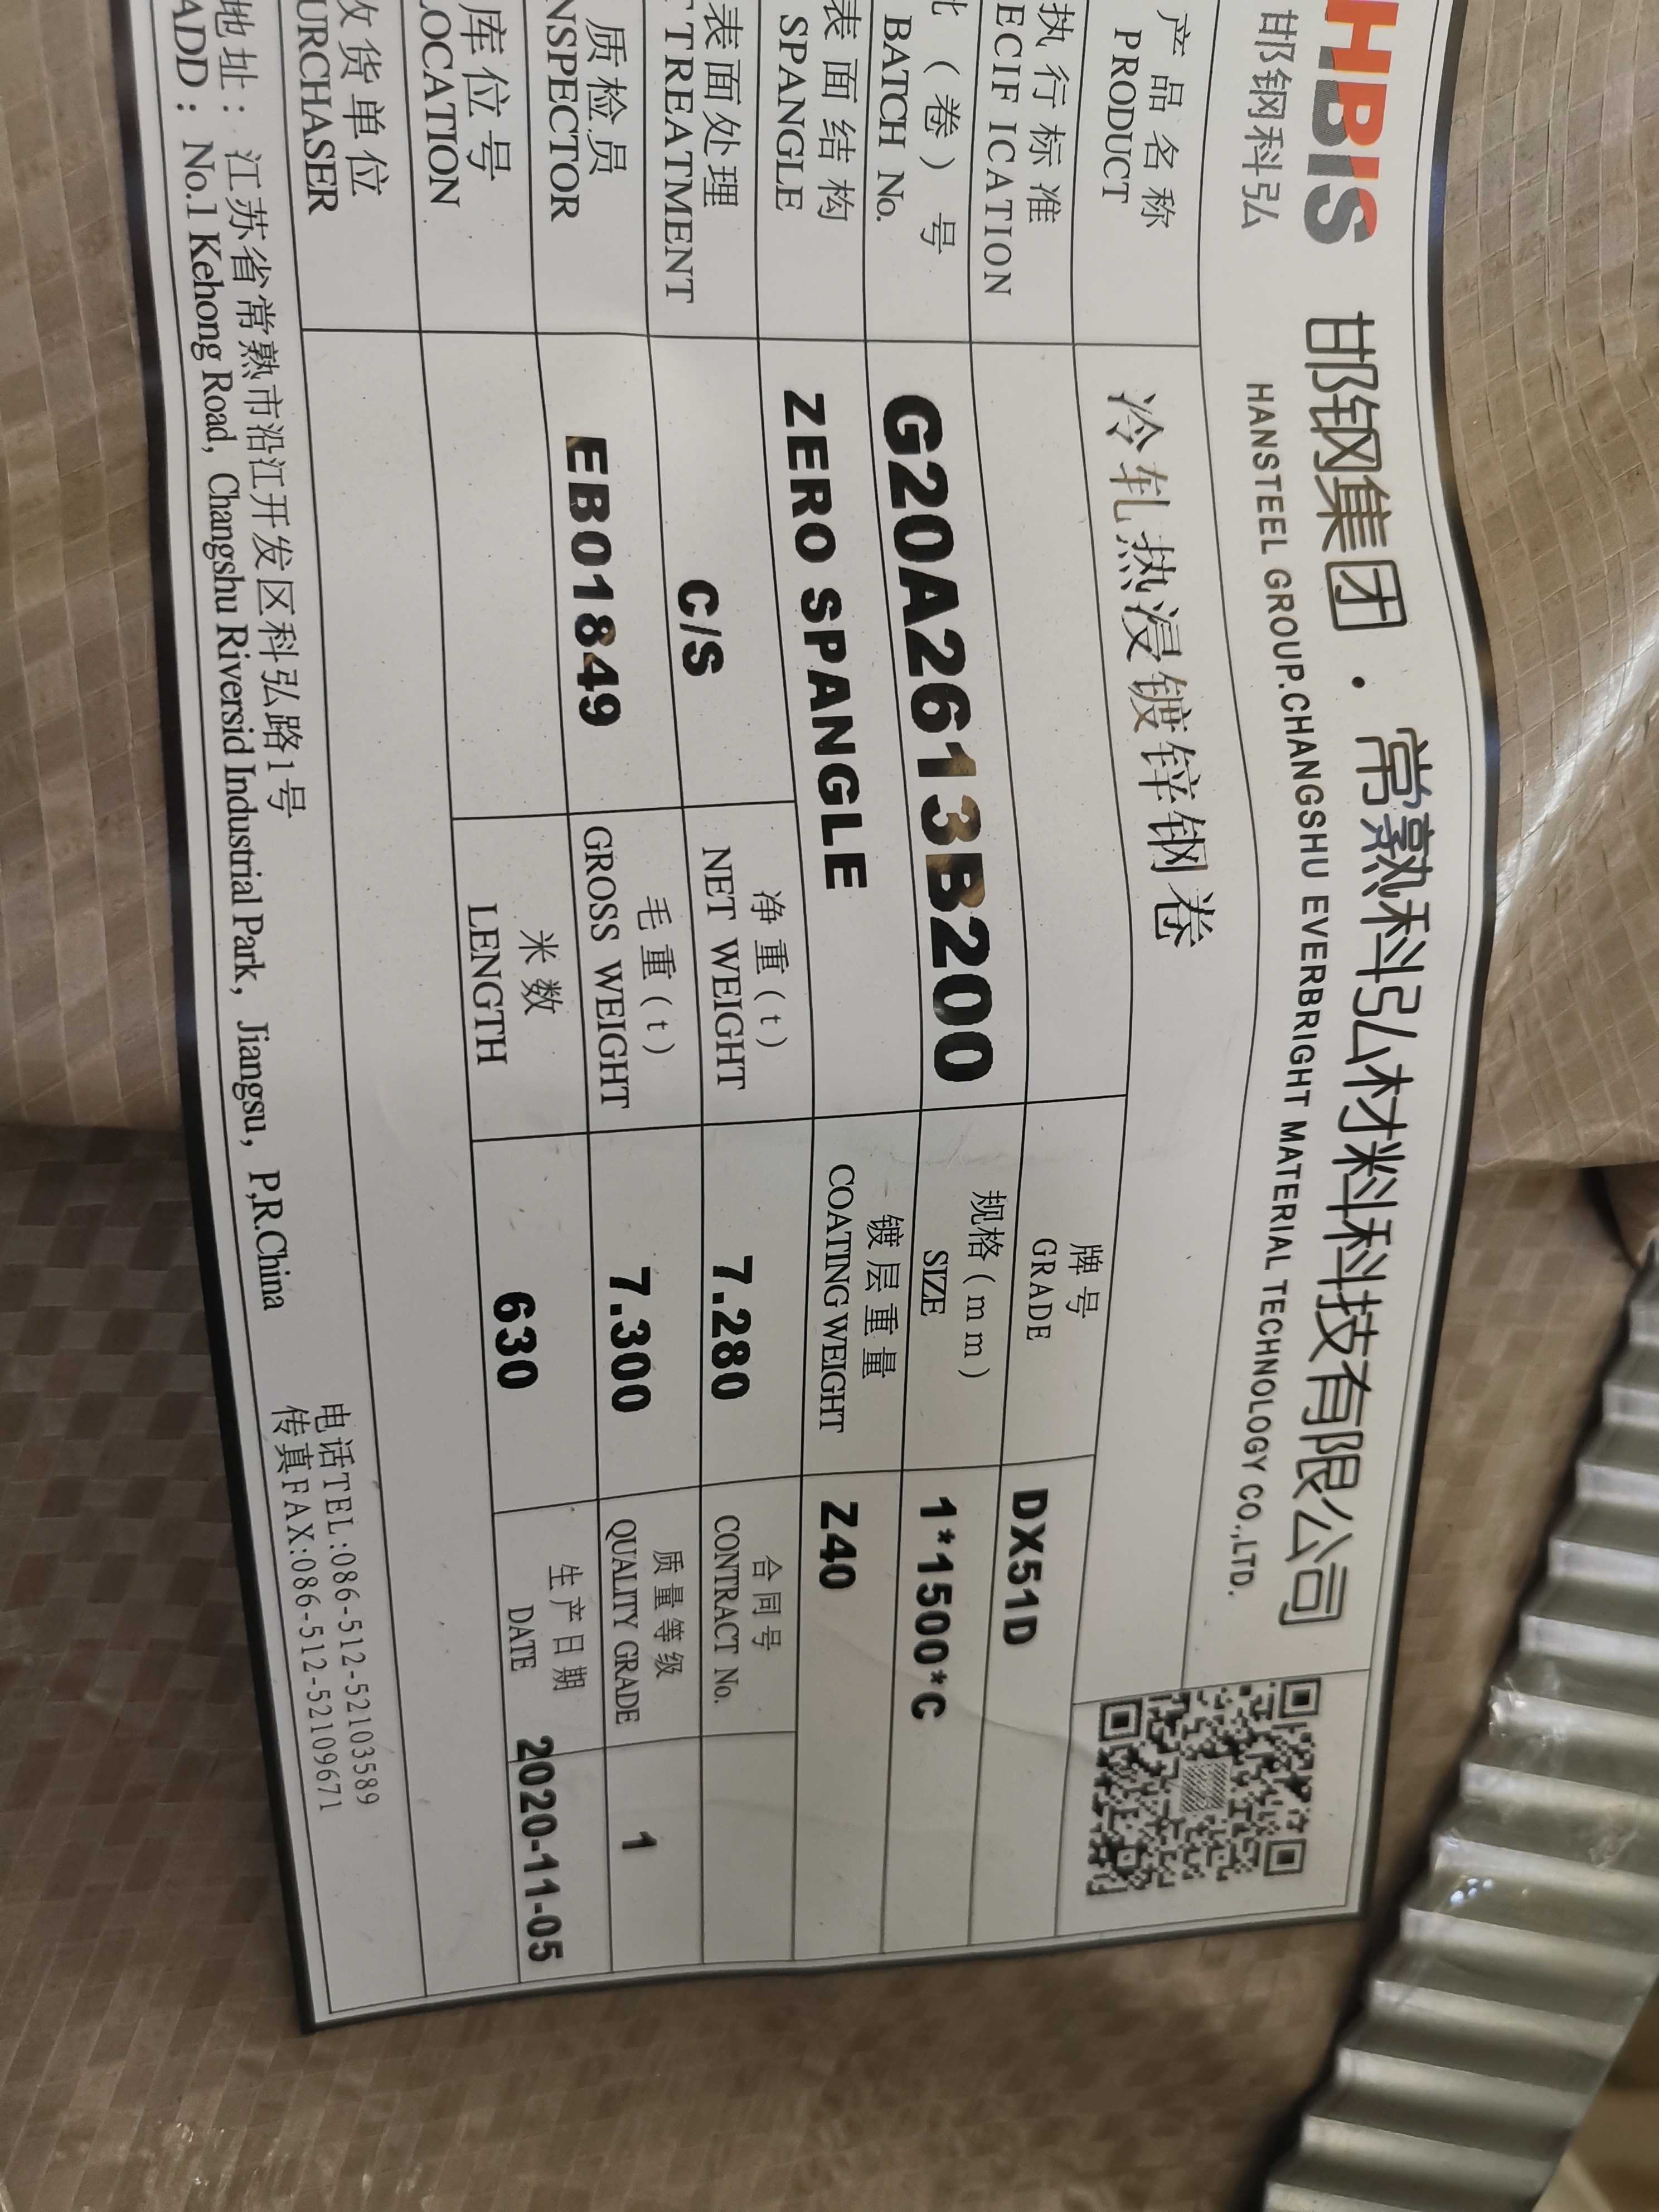 HBIS
邯钢科弘
邯钢集团·常熟科弘材料科技有限公司
HANSTEEL GROUP.CHANGSHU EVERBRIGHT MATERIAL TECHNOLOGY CO.,LTD.
产品名称
PRODUCT
冷轧热浸镀锌钢卷
执行标准
ECIFICATION
牌号
GRADE
DX51D
(卷)号
BATCH No.
G20A2613B200
规格(mm)
SIZE
1*1500*C
表面结构
SPANGLE
ZERO SPANGLE
镀层重量
COATING WEIGHT
Z40
表面处理
TREATMENT
C/S
净重(t)
NET WEIGHT
7.280
合同号
CONTRACT No.
质检员
NSPECTOR
EB01849
毛重(t)
GROSS WEIGHT
7.300
质量等级
QUALITY GRADE
1
库位号
LOCATION
米数
LENGTH
630
生产日期
DATE
2020-11-05
收货单位
URCHASER
地址：江苏省常熟市沿江开发区科弘路1号
ADD：No.1 Kehong Road, Changshu Riversid Industrial Park, Jiangsu, P.R.China
电话TEL:086-512-52103589
传真FAX:086-512-52109671